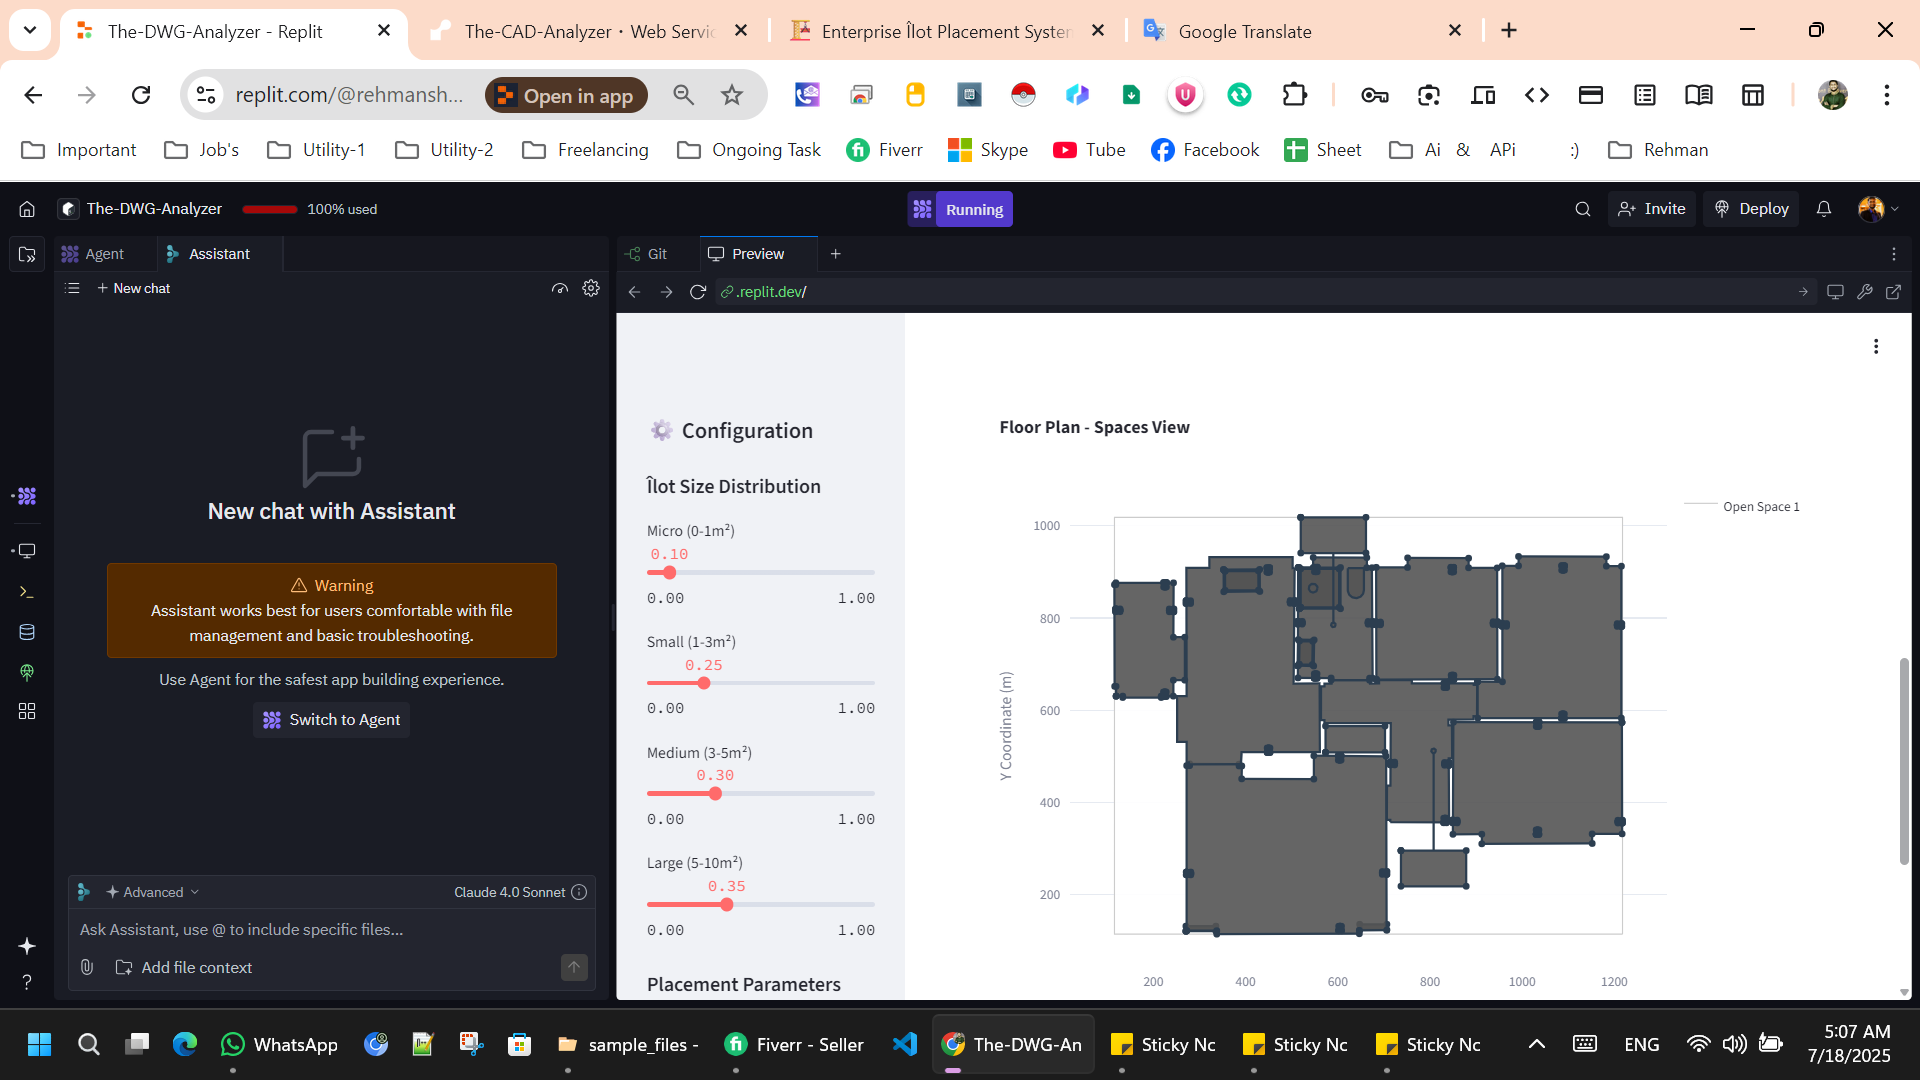 The-DWG-Analyzer - Replit
The-CAD-Analyzer · Web Servic
Enterprise Îlot Placement System
Google Translate
replit.com/@rehmansh...
Open in app
Important
Job's
Utility-1
Utility-2
Freelancing
Ongoing Task
Fiverr
Skype
Tube
Facebook
Sheet
Ai & APi
:)
Rehman
The-DWG-Analyzer
100% used
Running
Invite
Deploy
Agent
Assistant
Git
Preview
New chat
.replit.dev/
New chat with Assistant
Warning
Assistant works best for users comfortable with file
management and basic troubleshooting.
Use Agent for the safest app building experience.
Switch to Agent
Advanced
Claude 4.0 Sonnet
Ask Assistant, use @ to include specific files...
Add file context
Configuration
Îlot Size Distribution
Micro (0-1m²)
0.10
0.00
1.00
Small (1-3m²)
0.25
0.00
1.00
Medium (3-5m²)
0.30
0.00
1.00
Large (5-10m²)
0.35
0.00
1.00
Placement Parameters
Floor Plan - Spaces View
Open Space 1
Y Coordinate (m)
1000
800
600
400
200
200
400
600
800
1000
1200
WhatsApp
sample_files -
Fiverr - Seller
The-DWG-An
Sticky Nc
Sticky Nc
Sticky Nc
ENG
5:07 AM
7/18/2025